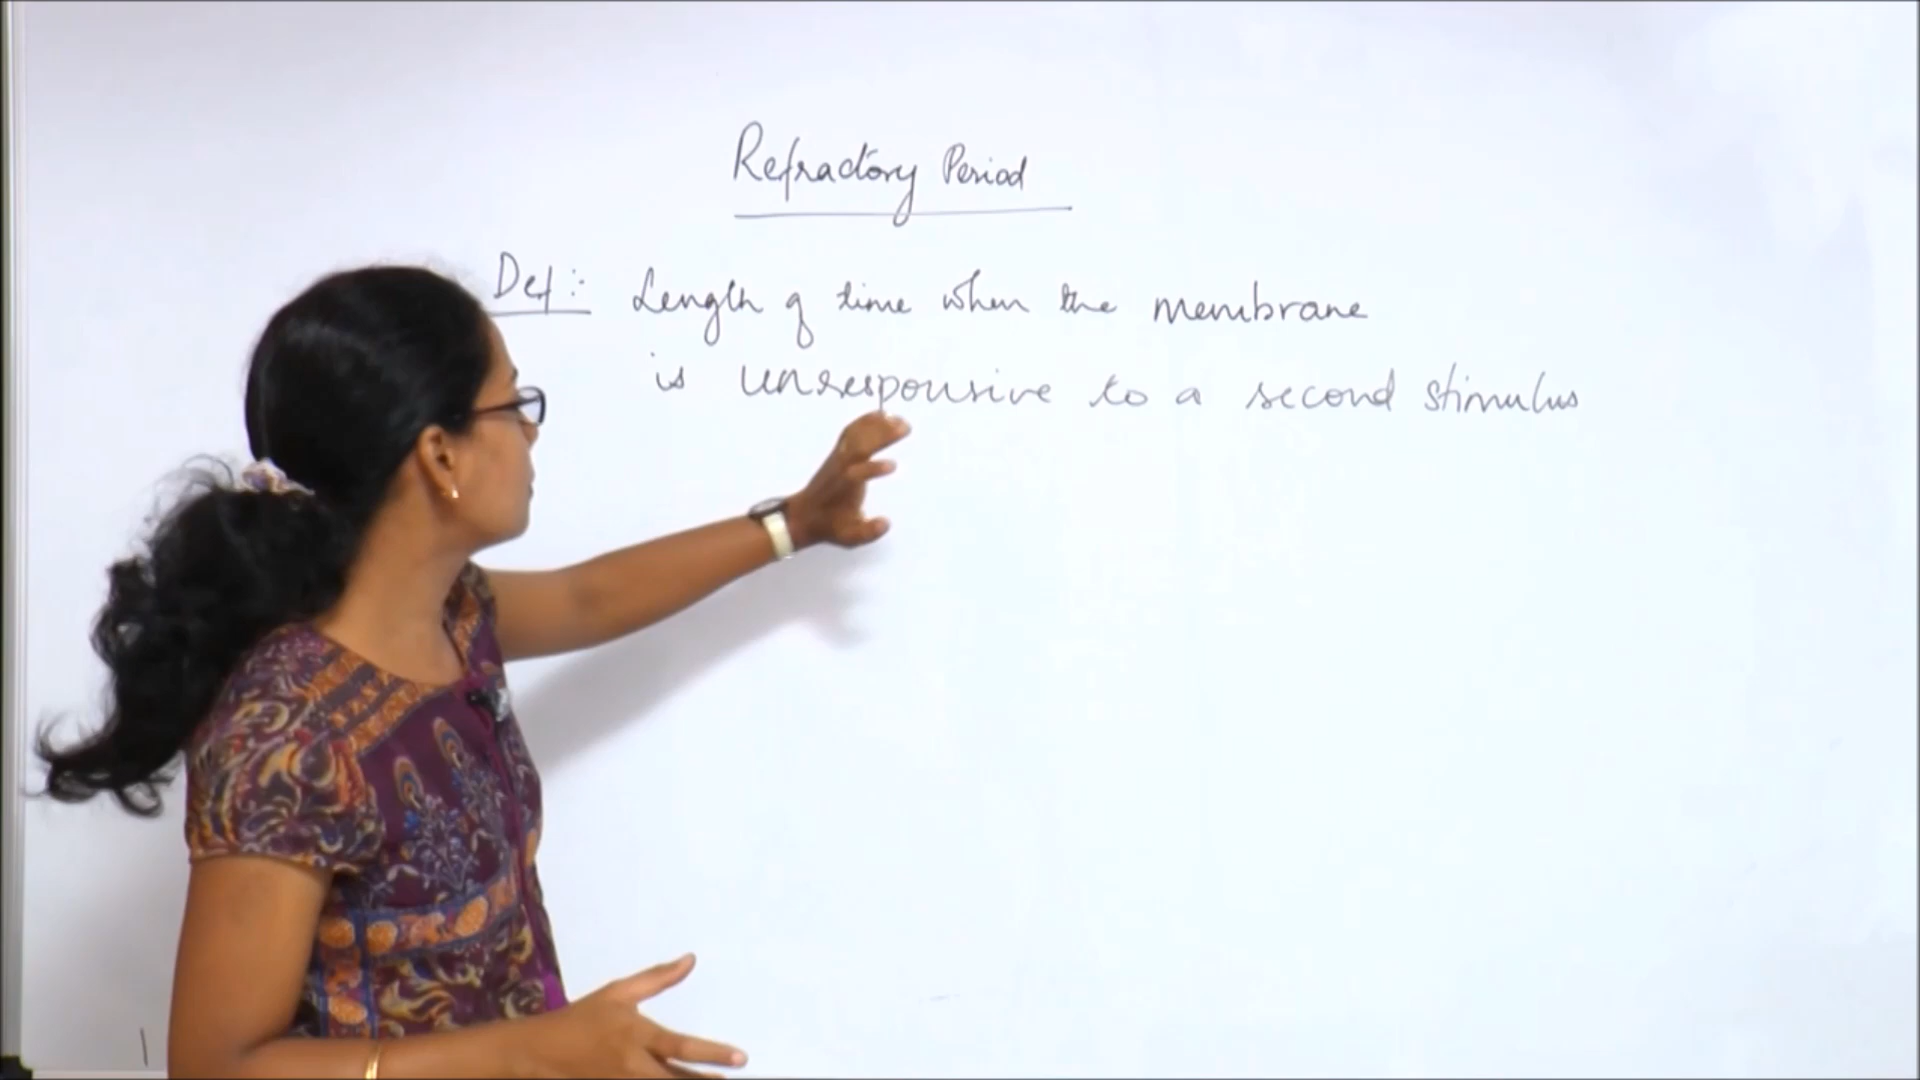 Refractory Period
Def :- Length of time when the membrane
is unresponsive to a second stimulus